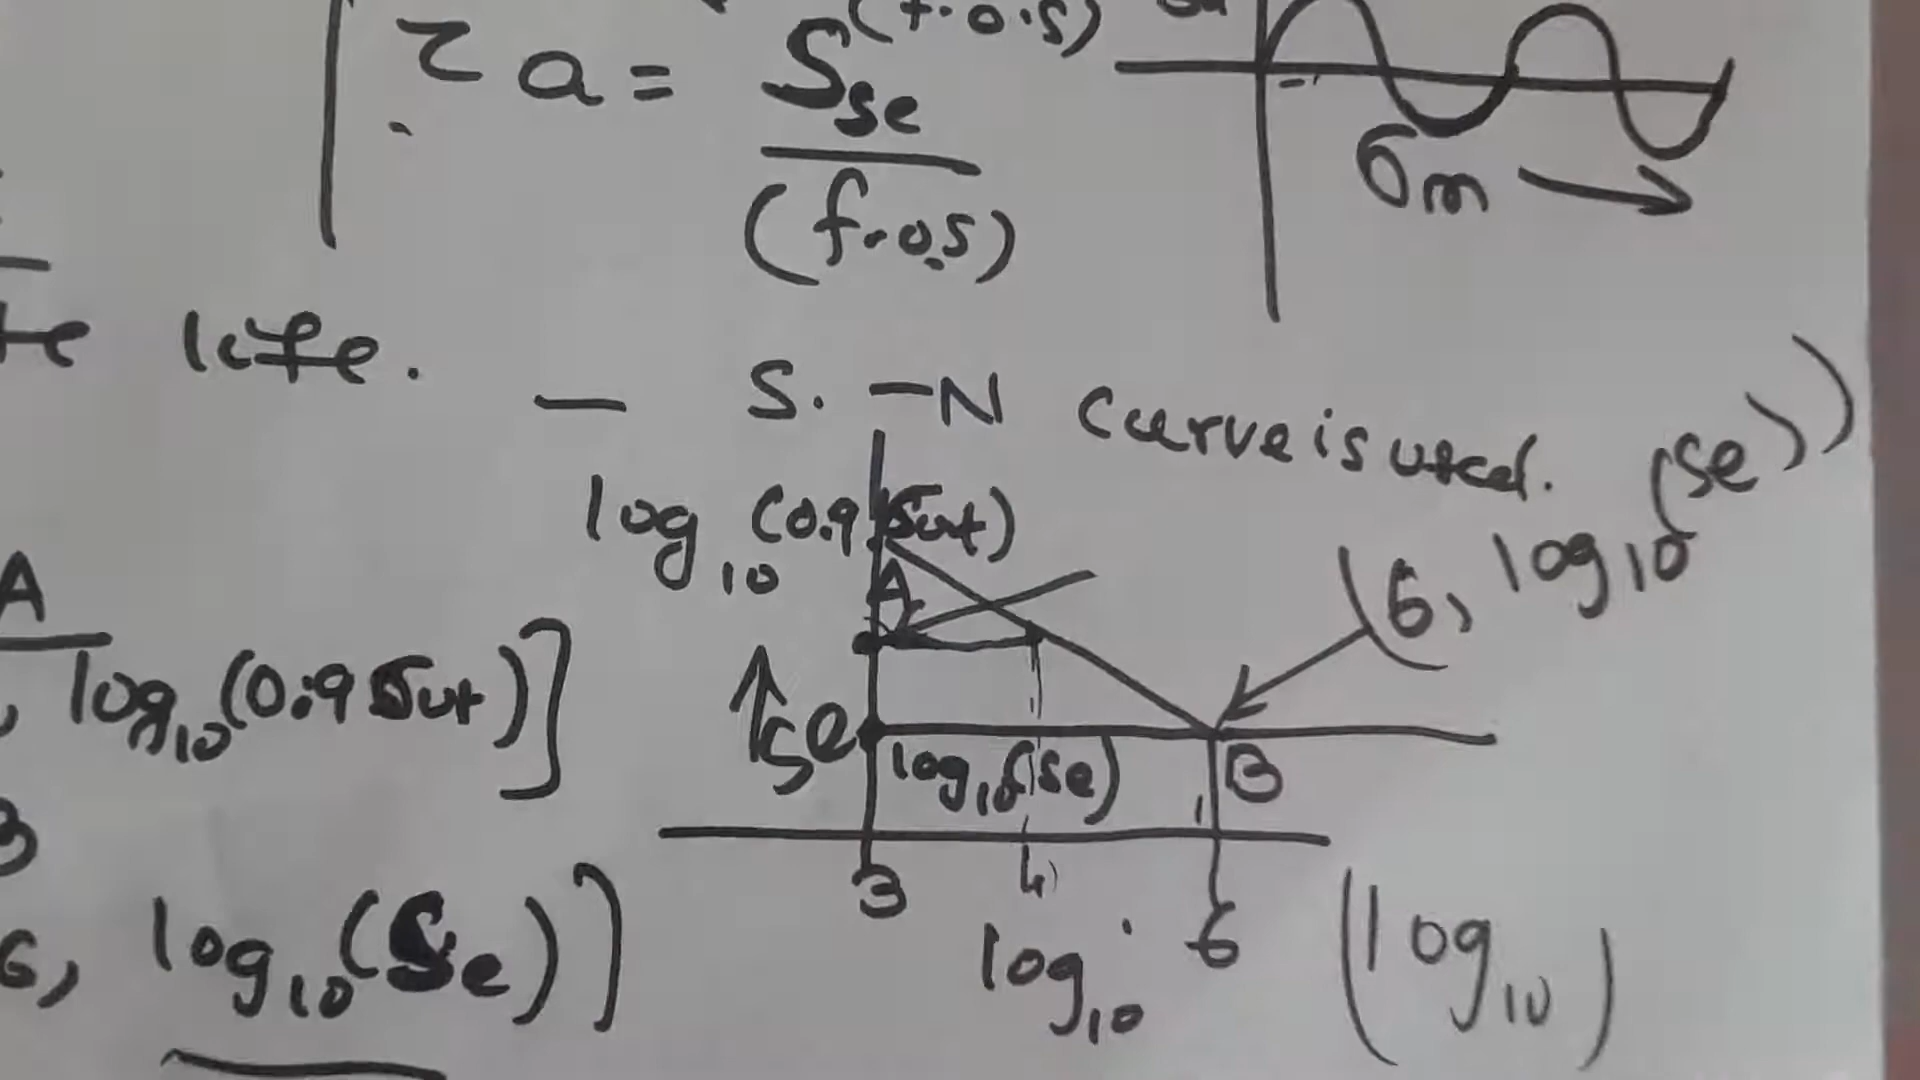 (f.o.s)
τa = Sse
(f.o.s)
σm
life.
— S. – N Curve is used.
log10 (0.9 Sut)
(6, log10 (Se))
A
A
, log10 (0.9 Sut)]
Se
log10 (Se)
B
3
4
6
6, log10 (Se)]
log10
(log10)